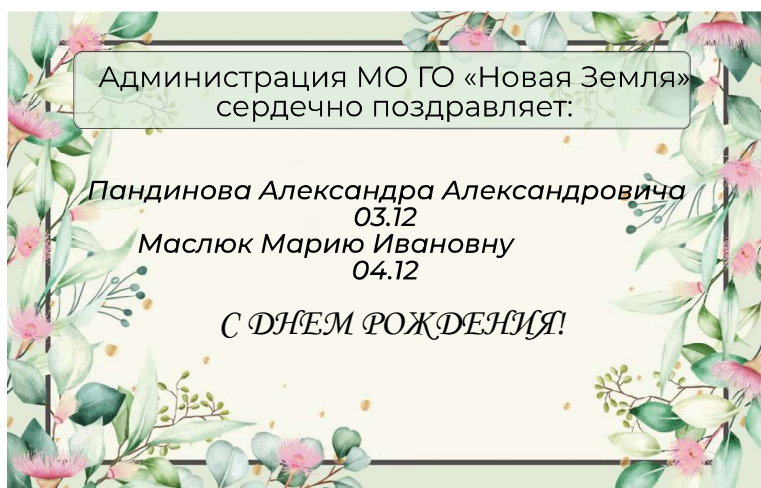 Администрация МО ГО «Новая Земля»
сердечно поздравляет:
Пандинова Александра Александровича
03.12
Маслюк Марию Ивановну
04.12
С ДНЕМ РОЖДЕНИЯ!